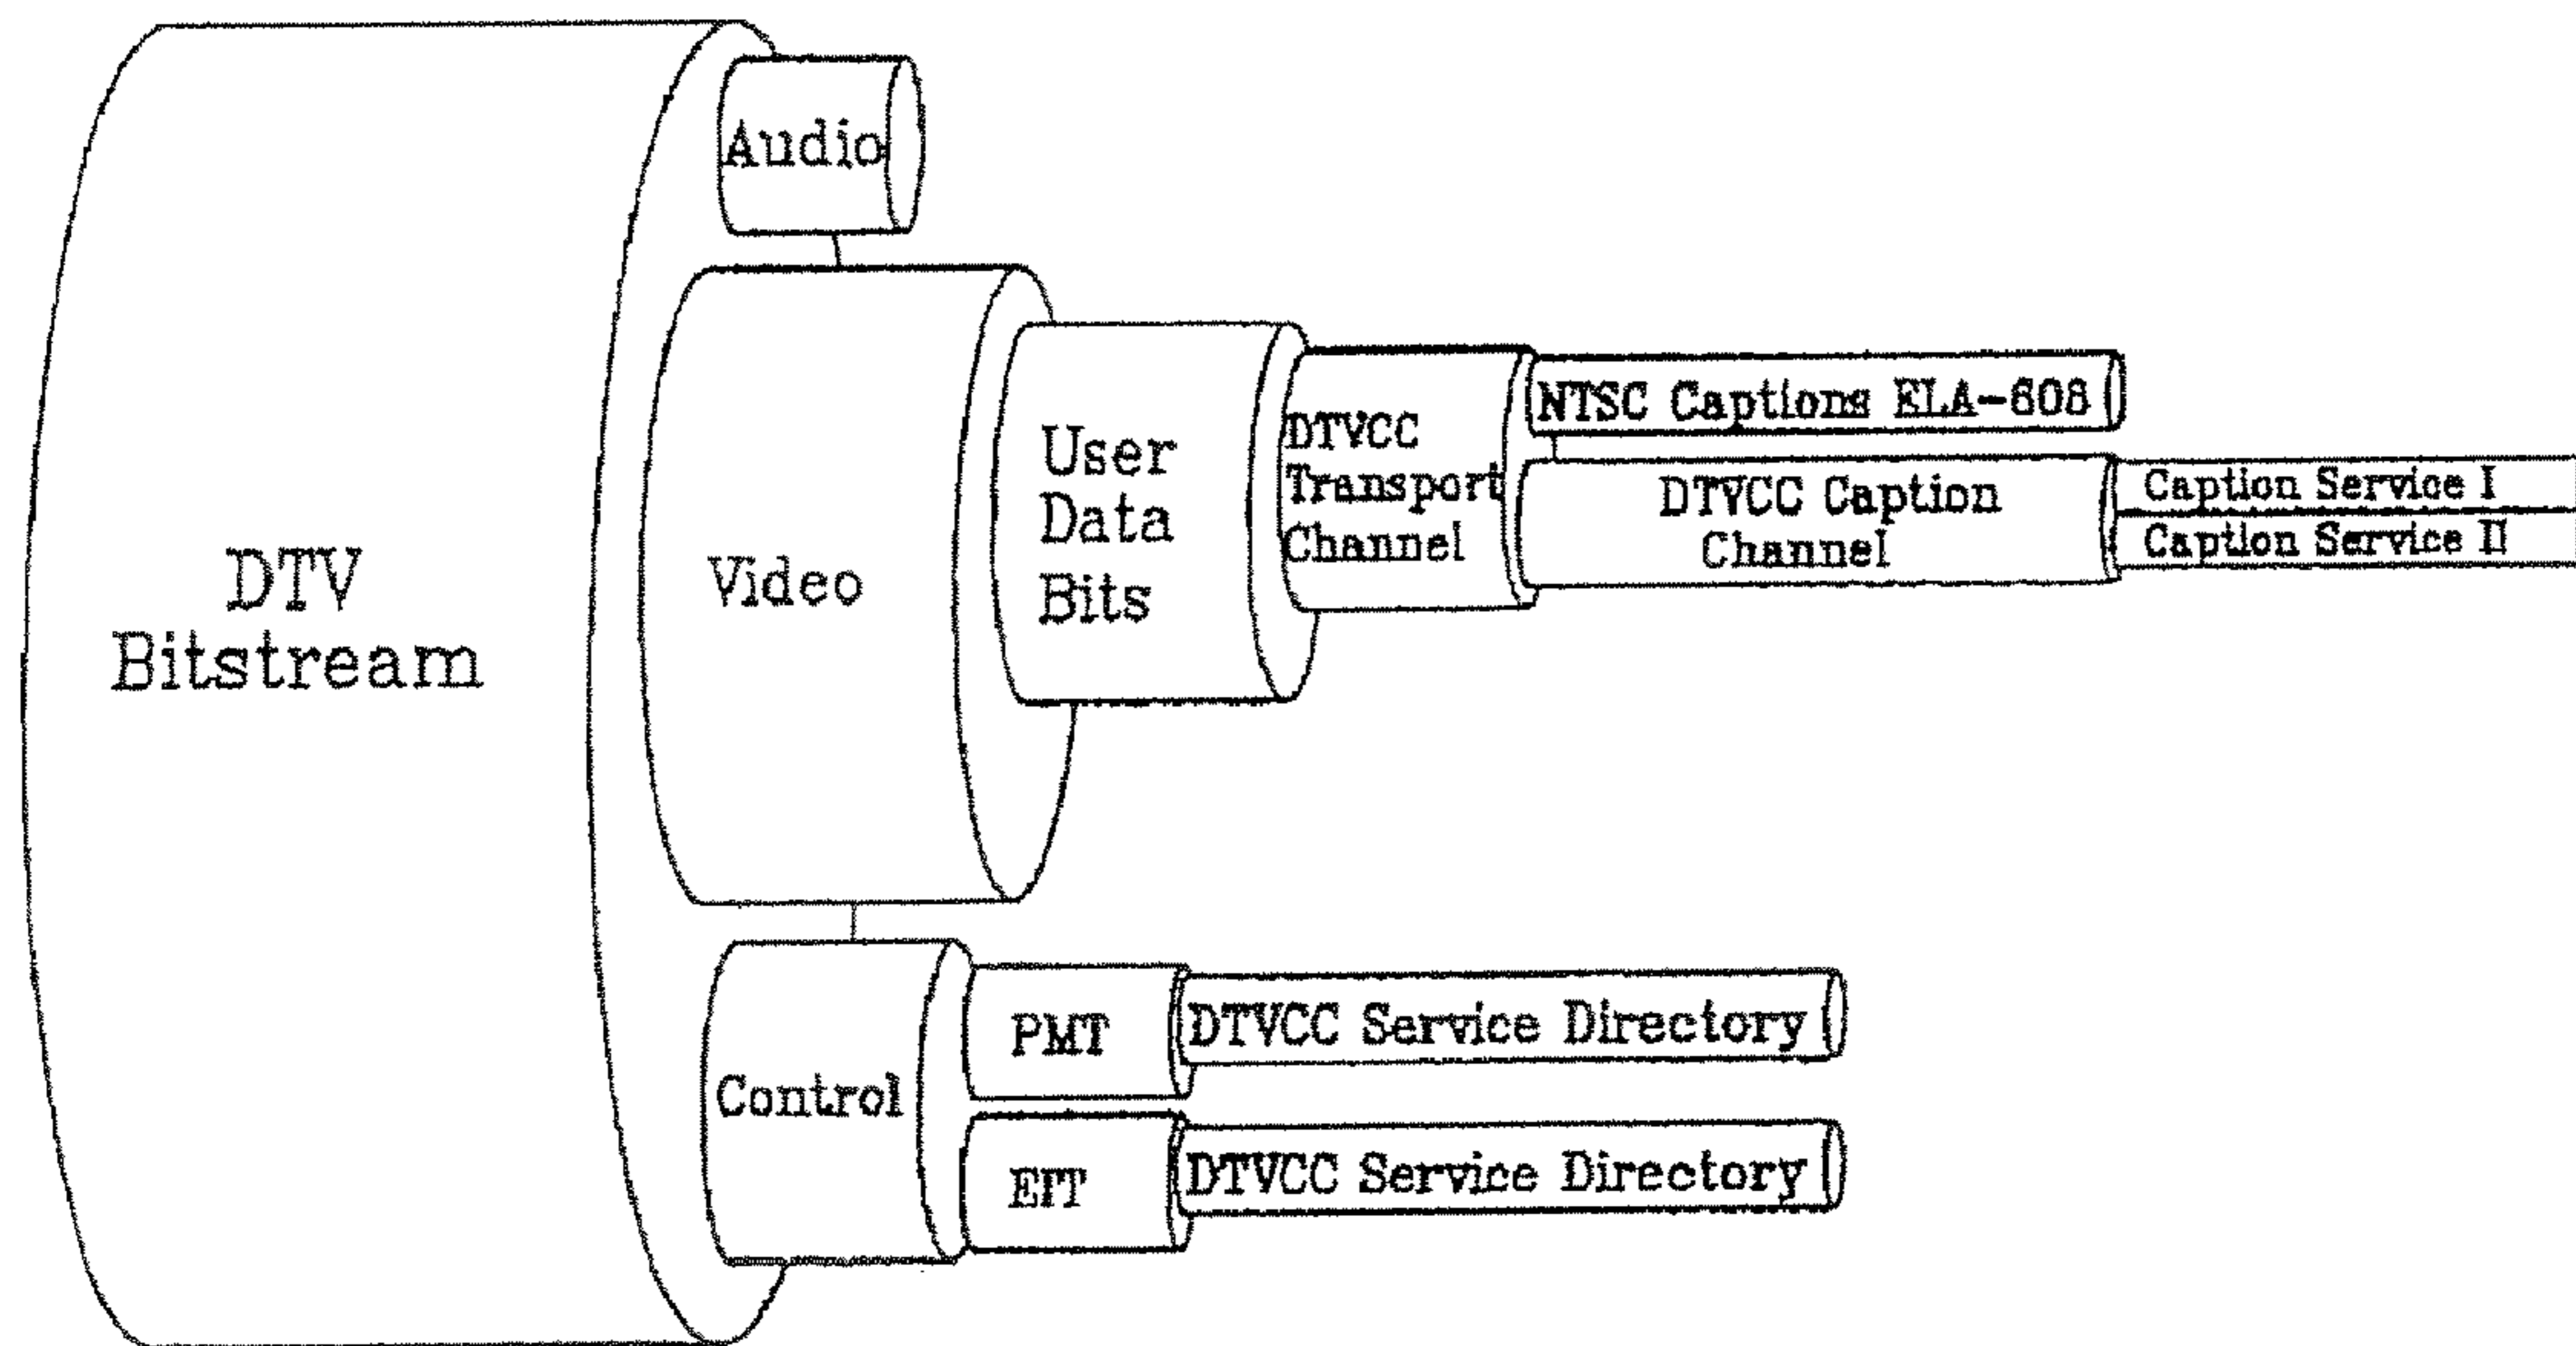 DTV
Bitstream
Audio
Video
User
Data
Bits
DTVCC
Transport
Channel
NTSC Captions ELA-608
DTVCC Caption
Channel
Caption Service I
Caption Service II
Control
PMT
DTVCC Service Directory
EIT
DTVCC Service Directory